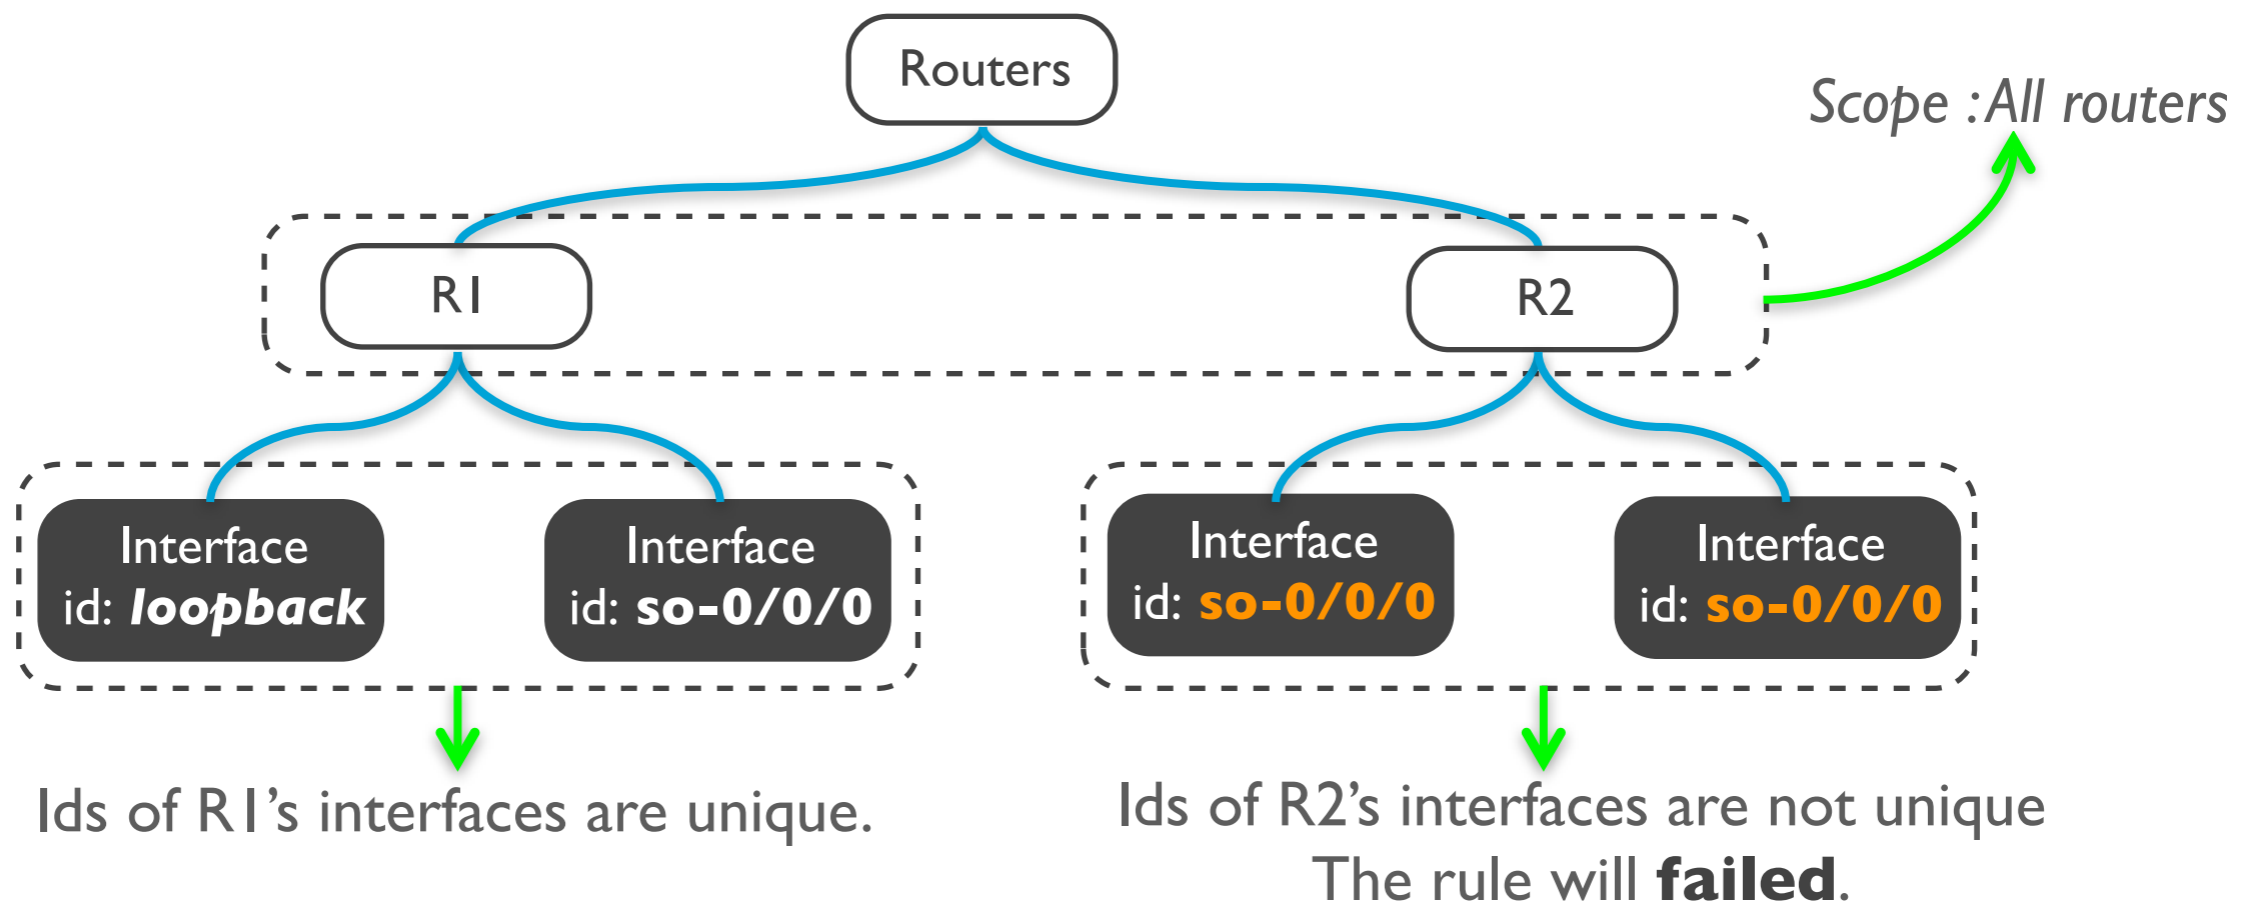 Routers
Scope : All routers
R1
R2
Interface
id: loopback
Interface
id: so-0/0/0
Interface
id: so-0/0/0
Interface
id: so-0/0/0
Ids of R1’s interfaces are unique.
Ids of R2’s interfaces are not unique
The rule will failed.